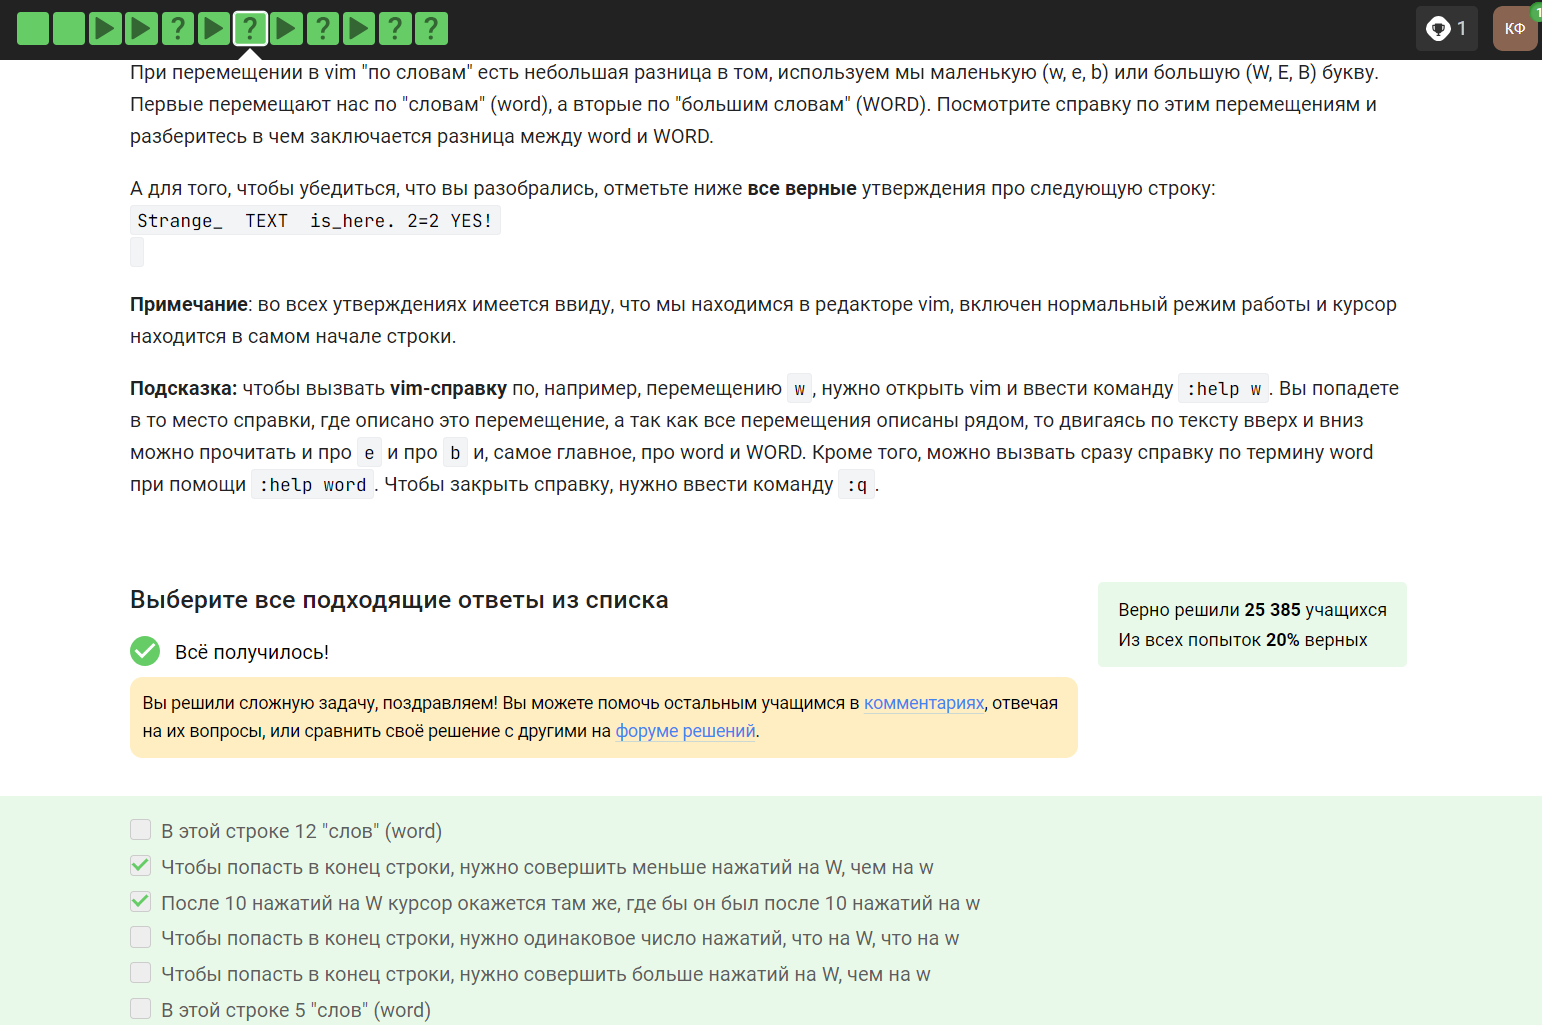 ? ? ? ? ?
1
КФ
1
При перемещении в vim "по словам" есть небольшая разница в том, используем мы маленькую (w, e, b) или большую (W, E, B) букву.
Первые перемещают нас по "словам" (word), а вторые по "большим словам" (WORD). Посмотрите справку по этим перемещениям и
разберитесь в чем заключается разница между word и WORD.
А для того, чтобы убедиться, что вы разобрались, отметьте ниже все верные утверждения про следующую строку:
Strange_  TEXT  is_here. 2=2 YES!
Примечание: во всех утверждениях имеется ввиду, что мы находимся в редакторе vim, включен нормальный режим работы и курсор
находится в самом начале строки.
Подсказка: чтобы вызвать vim-справку по, например, перемещению w, нужно открыть vim и ввести команду :help w. Вы попадете
в то место справки, где описано это перемещение, а так как все перемещения описаны рядом, то двигаясь по тексту вверх и вниз
можно прочитать и про e и про b и, самое главное, про word и WORD. Кроме того, можно вызвать сразу справку по термину word
при помощи :help word. Чтобы закрыть справку, нужно ввести команду :q.
Выберите все подходящие ответы из списка
Верно решили 25 385 учащихся
Из всех попыток 20% верных
Всё получилось!
Вы решили сложную задачу, поздравляем! Вы можете помочь остальным учащимся в комментариях, отвечая
на их вопросы, или сравнить своё решение с другими на форуме решений.
В этой строке 12 "слов" (word)
Чтобы попасть в конец строки, нужно совершить меньше нажатий на W, чем на w
После 10 нажатий на W курсор окажется там же, где бы он был после 10 нажатий на w
Чтобы попасть в конец строки, нужно одинаковое число нажатий, что на W, что на w
Чтобы попасть в конец строки, нужно совершить больше нажатий на W, чем на w
В этой строке 5 "слов" (word)